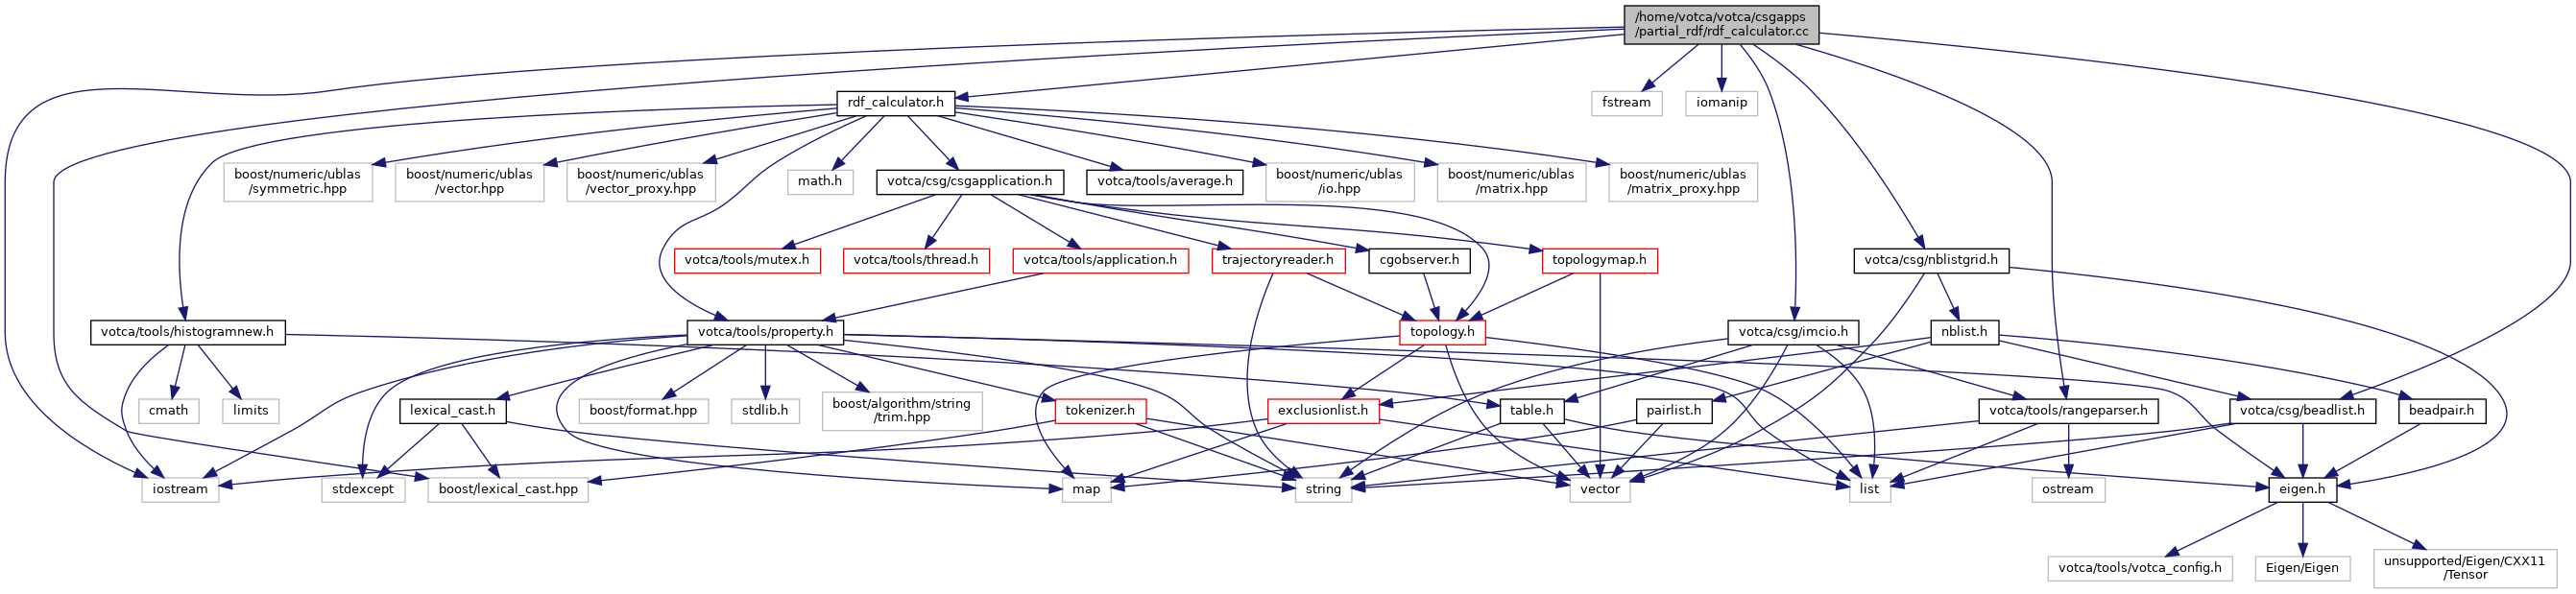 /home/votca/votca/csgapps
/partial_rdf/rdf_calculator.cc
rdf_calculator.h
fstream
iomanip
boost/numeric/ublas
/symmetric.hpp
boost/numeric/ublas
/vector.hpp
boost/numeric/ublas
/vector_proxy.hpp
math.h
votca/csg/csgapplication.h
votca/tools/average.h
boost/numeric/ublas
/io.hpp
boost/numeric/ublas
/matrix.hpp
boost/numeric/ublas
/matrix_proxy.hpp
votca/tools/mutex.h
votca/tools/thread.h
votca/tools/application.h
trajectoryreader.h
cgobserver.h
topologymap.h
votca/csg/nblistgrid.h
votca/tools/histogramnew.h
votca/tools/property.h
topology.h
votca/csg/imcio.h
nblist.h
cmath
limits
lexical_cast.h
boost/format.hpp
stdlib.h
boost/algorithm/string
/trim.hpp
tokenizer.h
exclusionlist.h
table.h
pairlist.h
votca/tools/rangeparser.h
votca/csg/beadlist.h
beadpair.h
iostream
stdexcept
boost/lexical_cast.hpp
map
string
vector
list
ostream
eigen.h
votca/tools/votca_config.h
Eigen/Eigen
unsupported/Eigen/CXX11
/Tensor